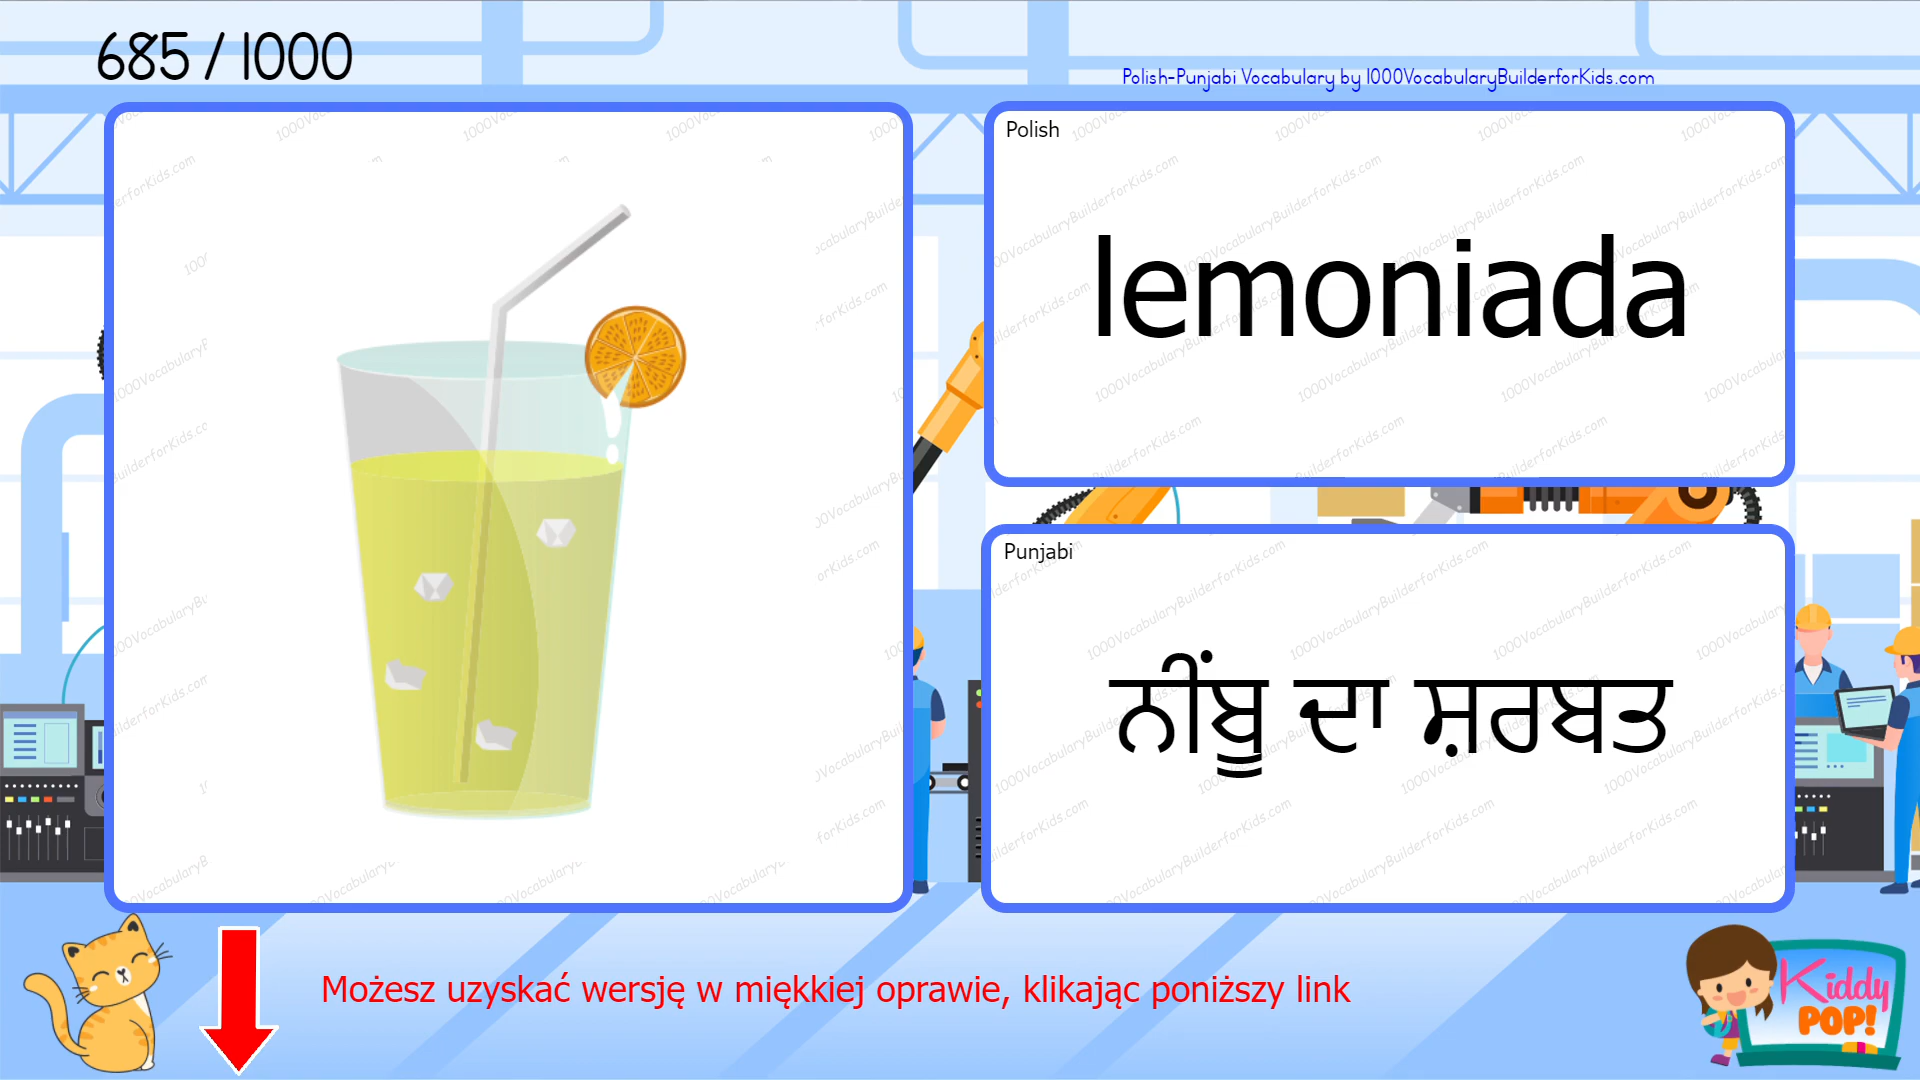 685 / 1000
Polish-Punjabi Vocabulary by 1000VocabularyBuilderforKids.com
Polish
lemoniada
Punjabi
ਨੀਂਬੂ ਦਾ ਸ਼ਰਬਤ
Możesz uzyskać wersję w miękkiej oprawie, klikając poniższy link
Kiddy
POP!